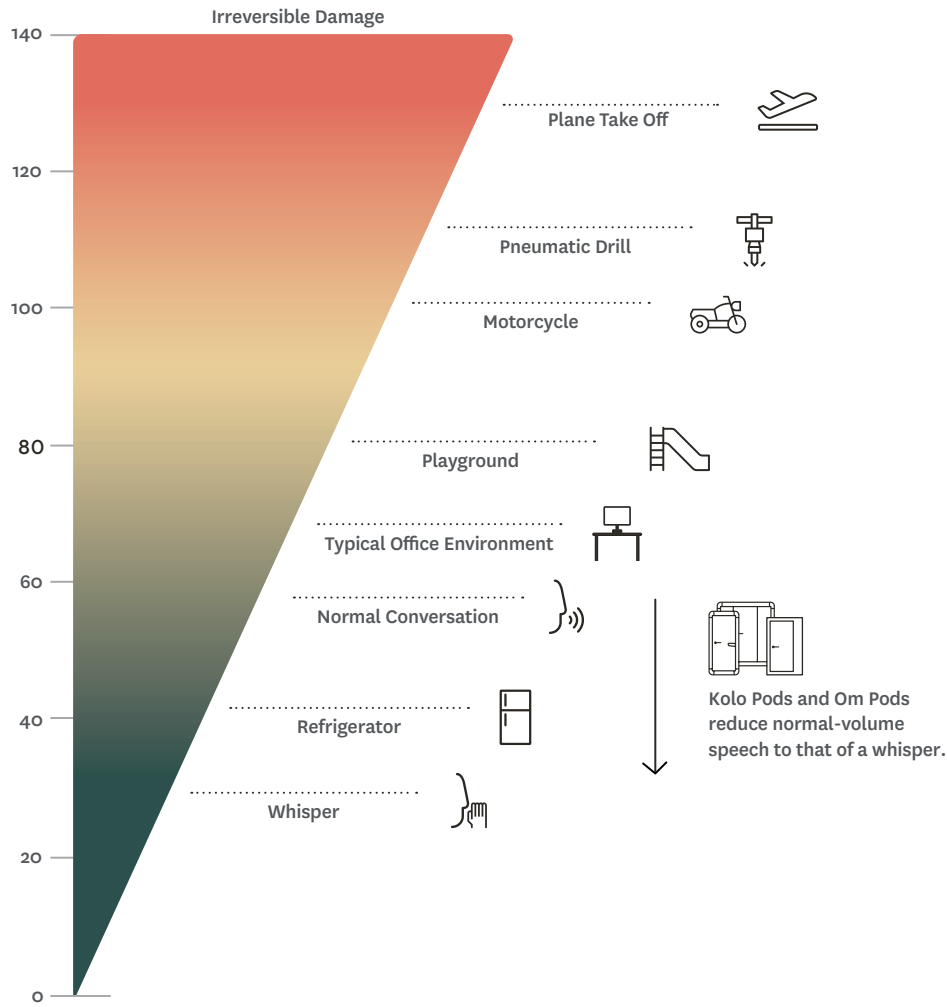 Irreversible Damage
140
Plane Take Off
120
Pneumatic Drill
100
Motorcycle
80
Playground
Typical Office Environment
60
Normal Conversation
Kolo Pods and Om Pods
reduce normal-volume
speech to that of a whisper.
40
Refrigerator
Whisper
20
0